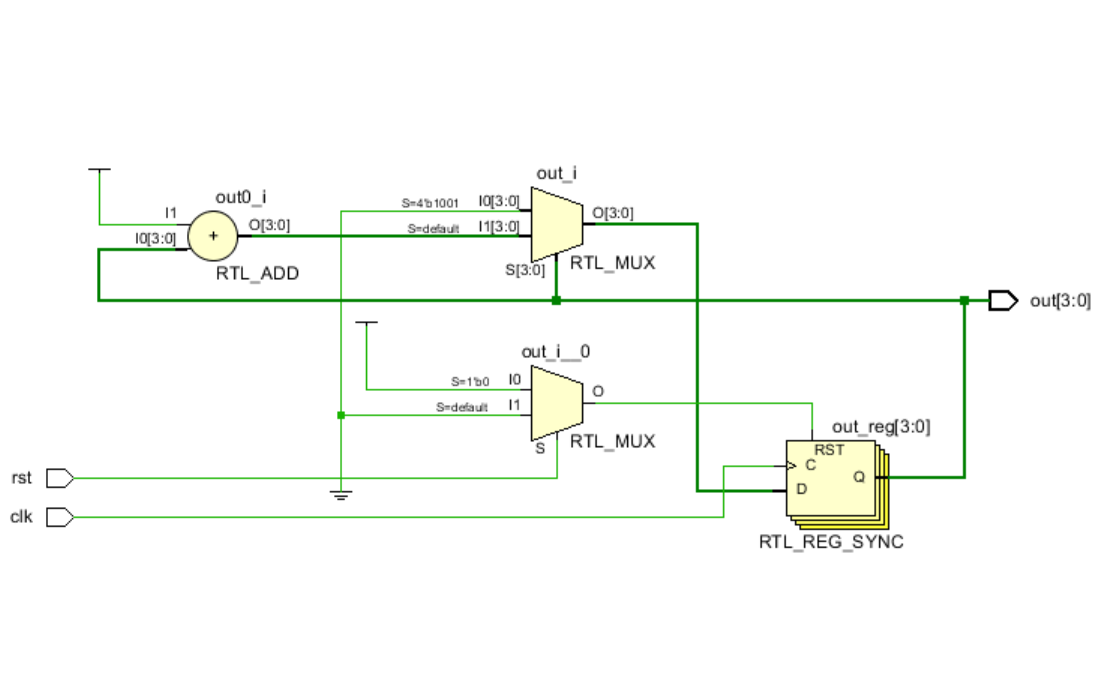 out_i
out0_i
S=4'b1001
I0[3:0]
I1
O[3:0]
O[3:0]
I0[3:0]
+
S=default
I1[3:0]
RTL_ADD
S[3:0]
RTL_MUX
out[3:0]
out_i__0
S=1'b0
I0
O
S=default
I1
out_reg[3:0]
S
RTL_MUX
RST
C
rst
Q
D
clk
RTL_REG_SYNC